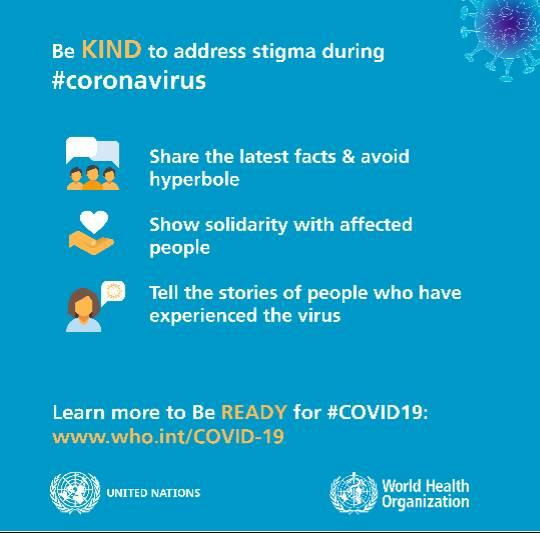 Be KIND to address stigma during
#coronavirus
Share the latest facts & avoid
hyperbole
Show solidarity with affected
people
Tell the stories of people who have
experienced the virus
Learn more to Be READY for #COVID19:
www.who.int/COVID-19
UNITED NATIONS
World Health
Organization